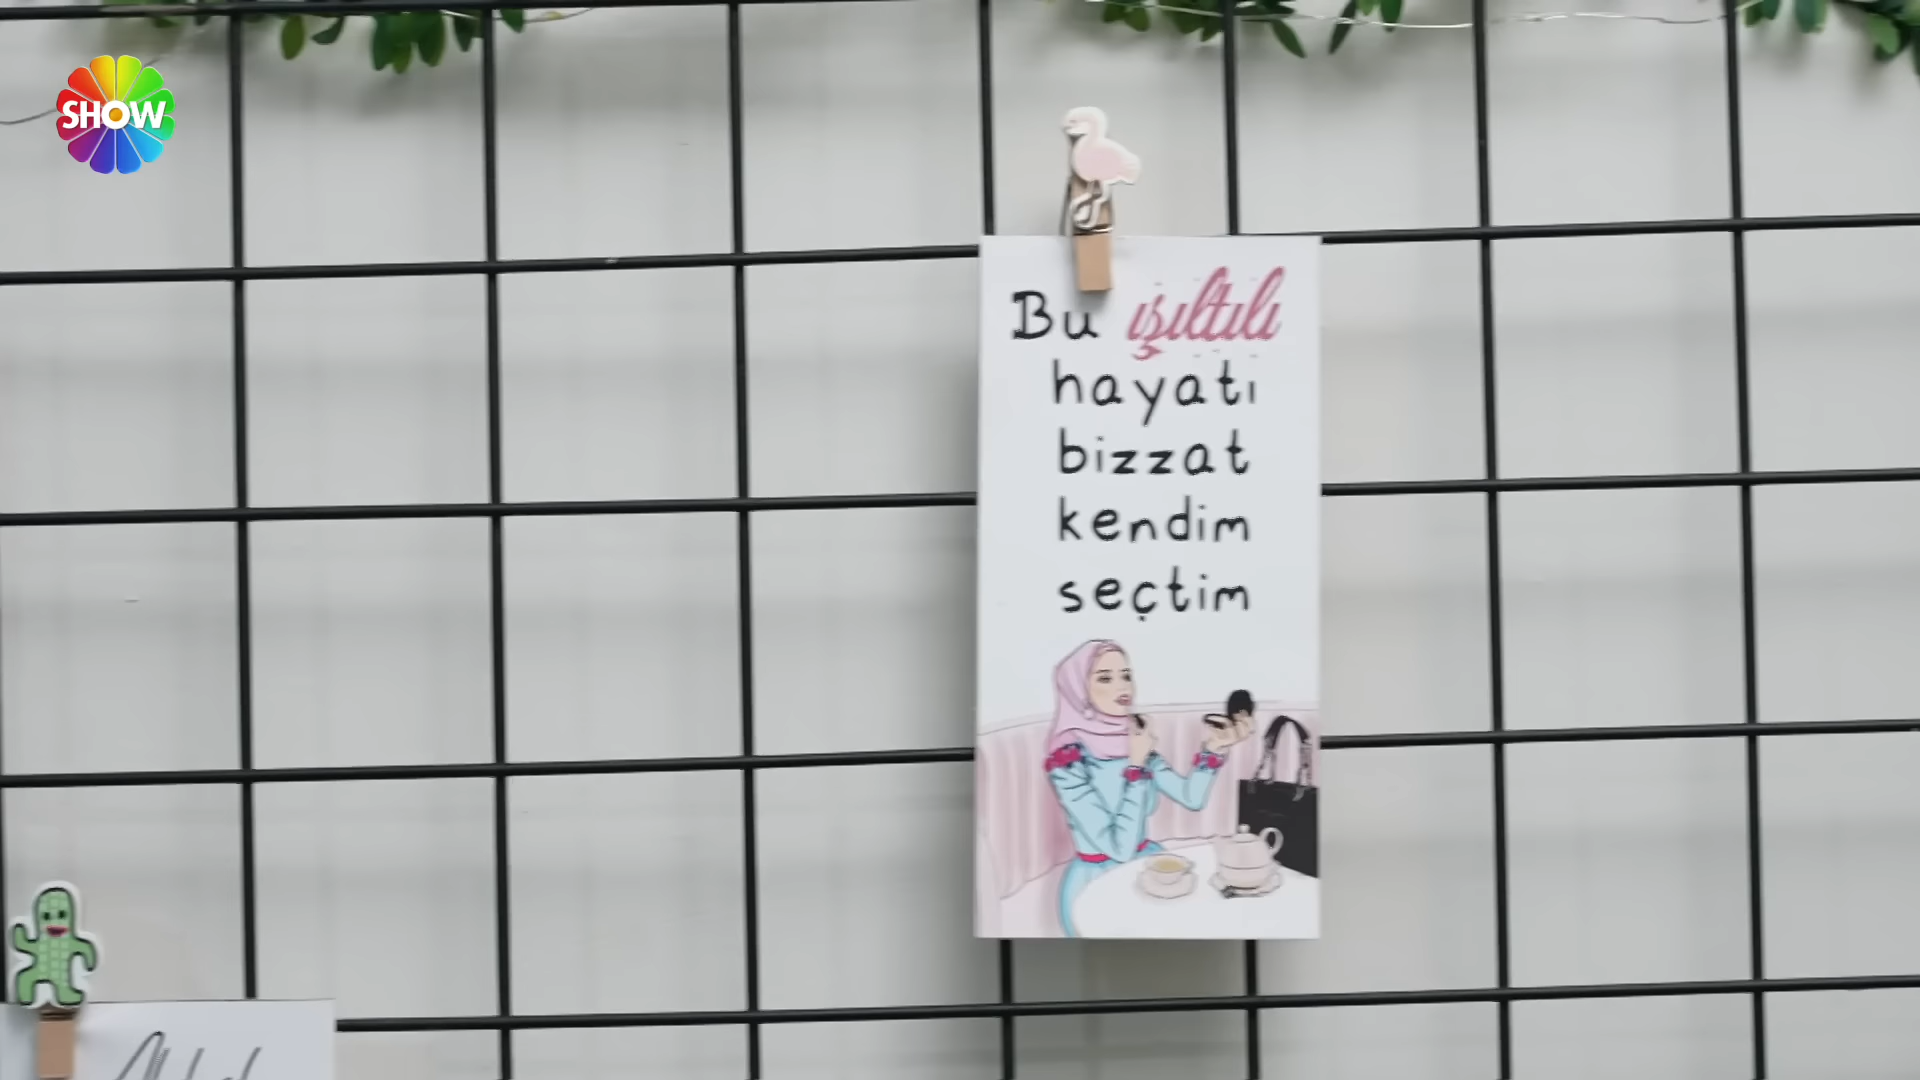 SHOW
Bu ışıltılı
hayatı
bizzat
kendim
seçtim